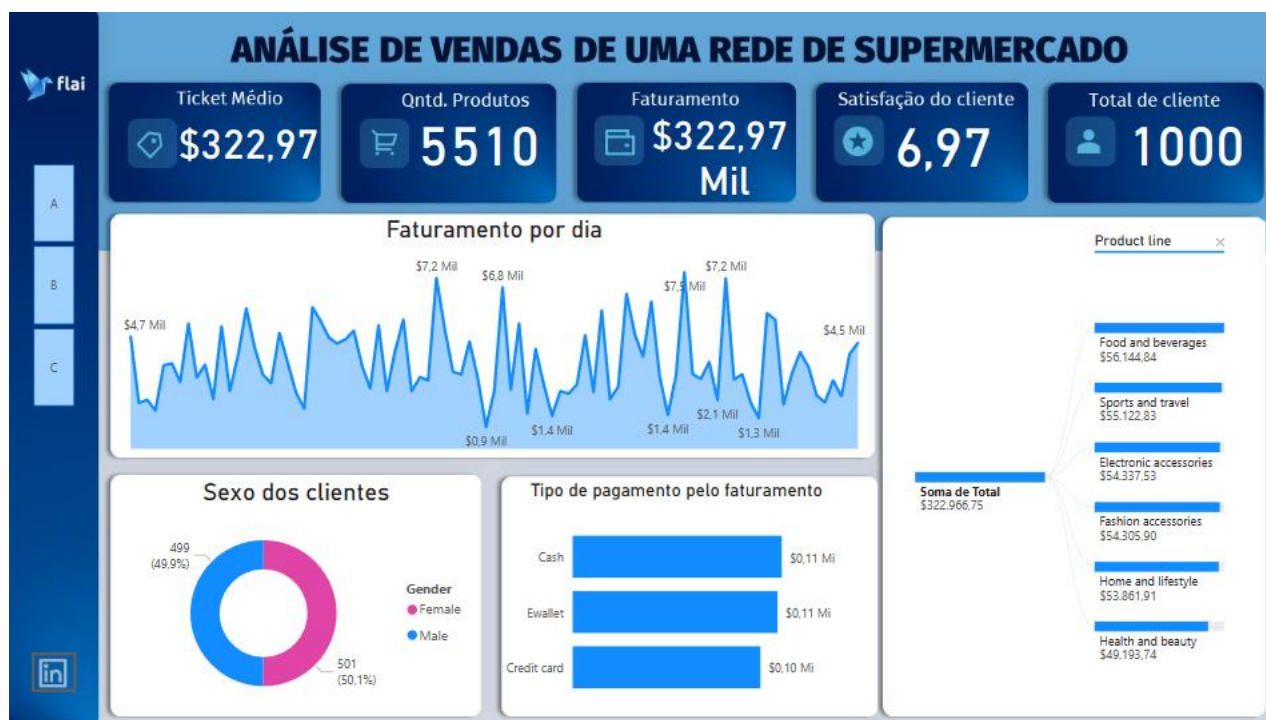 ANÁLISE DE VENDAS DE UMA REDE DE SUPERMERCADO
flai
Ticket Médio
$322,97
Qntd. Produtos
5510
Faturamento
$322,97
Mil
Satisfação do cliente
6,97
Total de cliente
1000
A
B
C
Faturamento por dia
$4,7 Mil
$7,2 Mil
$6,8 Mil
$0,9 Mil
$1,4 Mil
$7,5 Mil
$1,4 Mil
$7,2 Mil
$2,1 Mil
$1,3 Mil
$4,5 Mil
Product line
Soma de Total
$322.966,75
Food and beverages
$56.144,84
Sports and travel
$55.122,83
Electronic accessories
$54.337,53
Fashion accessories
$54.305,90
Home and lifestyle
$53.861,91
Health and beauty
$49.193,74
Sexo dos clientes
499
(49,9%)
501
(50,1%)
Gender
Female
Male
Tipo de pagamento pelo faturamento
Cash
$0,11 Mi
Ewallet
$0,11 Mi
Credit card
$0,10 Mi
in